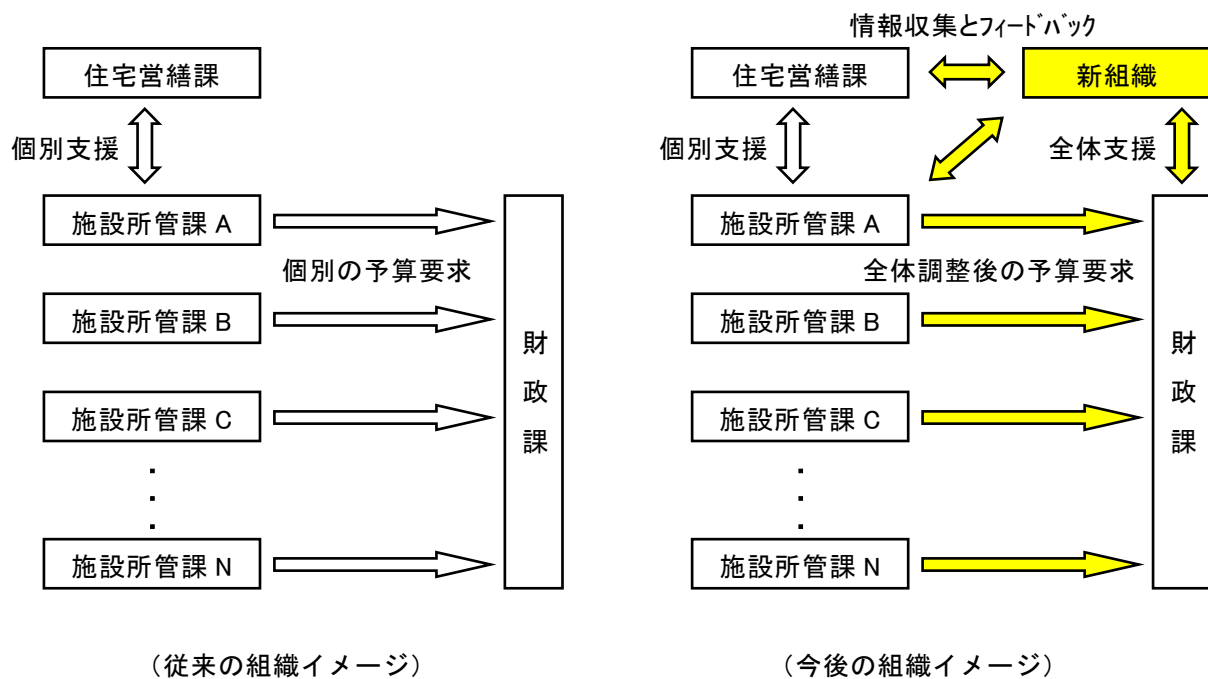 住宅営繕課
個別支援
施設所管課 A
個別の予算要求
施設所管課 B
施設所管課 C
・
・
・
施設所管課 N
財政課
（従来の組織イメージ）
情報収集とﾌｨｰﾄﾞﾊﾞｯｸ
住宅営繕課
新組織
個別支援
全体支援
施設所管課 A
全体調整後の予算要求
施設所管課 B
施設所管課 C
・
・
・
施設所管課 N
財政課
（今後の組織イメージ）